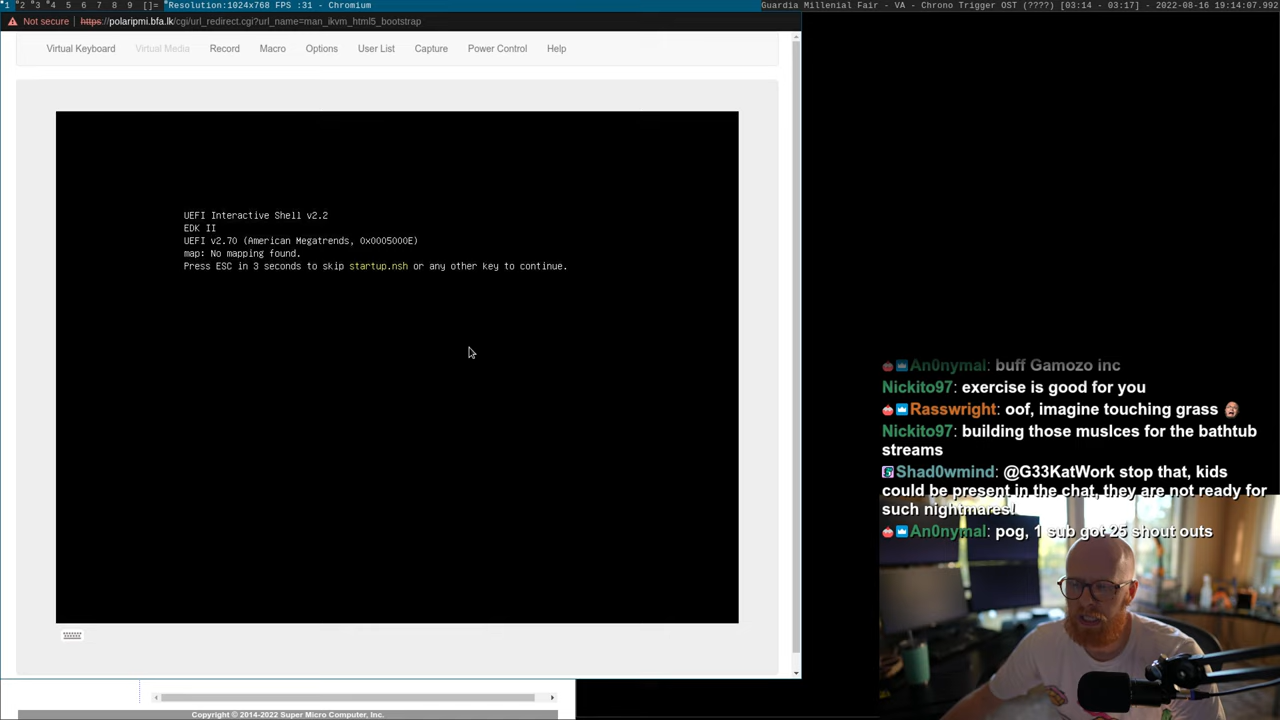 1 2 3 4 5 6 7 8 9 []= Resolution:1024x768 FPS :31 - Chromium
Guardia Millenial Fair - VA - Chrono Trigger OST (????) [03:14 - 03:17] - 2022-08-16 19:14:07.992
Not secure | https://polaripmi.bfa.lk/cgi/url_redirect.cgi?url_name=man_ikvm_html5_bootstrap
Virtual Keyboard Virtual Media Record Macro Options User List Capture Power Control Help
UEFI Interactive Shell v2.2
EDK II
UEFI v2.70 (American Megatrends, 0x0005000E)
map: No mapping found.
Press ESC in 3 seconds to skip startup.nsh or any other key to continue.
An0nymal: buff Gamozo inc
Nickito97: exercise is good for you
Rasswright: oof, imagine touching grass
Nickito97: building those muslces for the bathtub
streams
Shad0wmind: @G33KatWork stop that, kids
could be present in the chat, they are not ready for
such nightmares!
An0nymal: pog, 1 sub got 25 shout outs
Copyright © 2014-2022 Super Micro Computer, Inc.